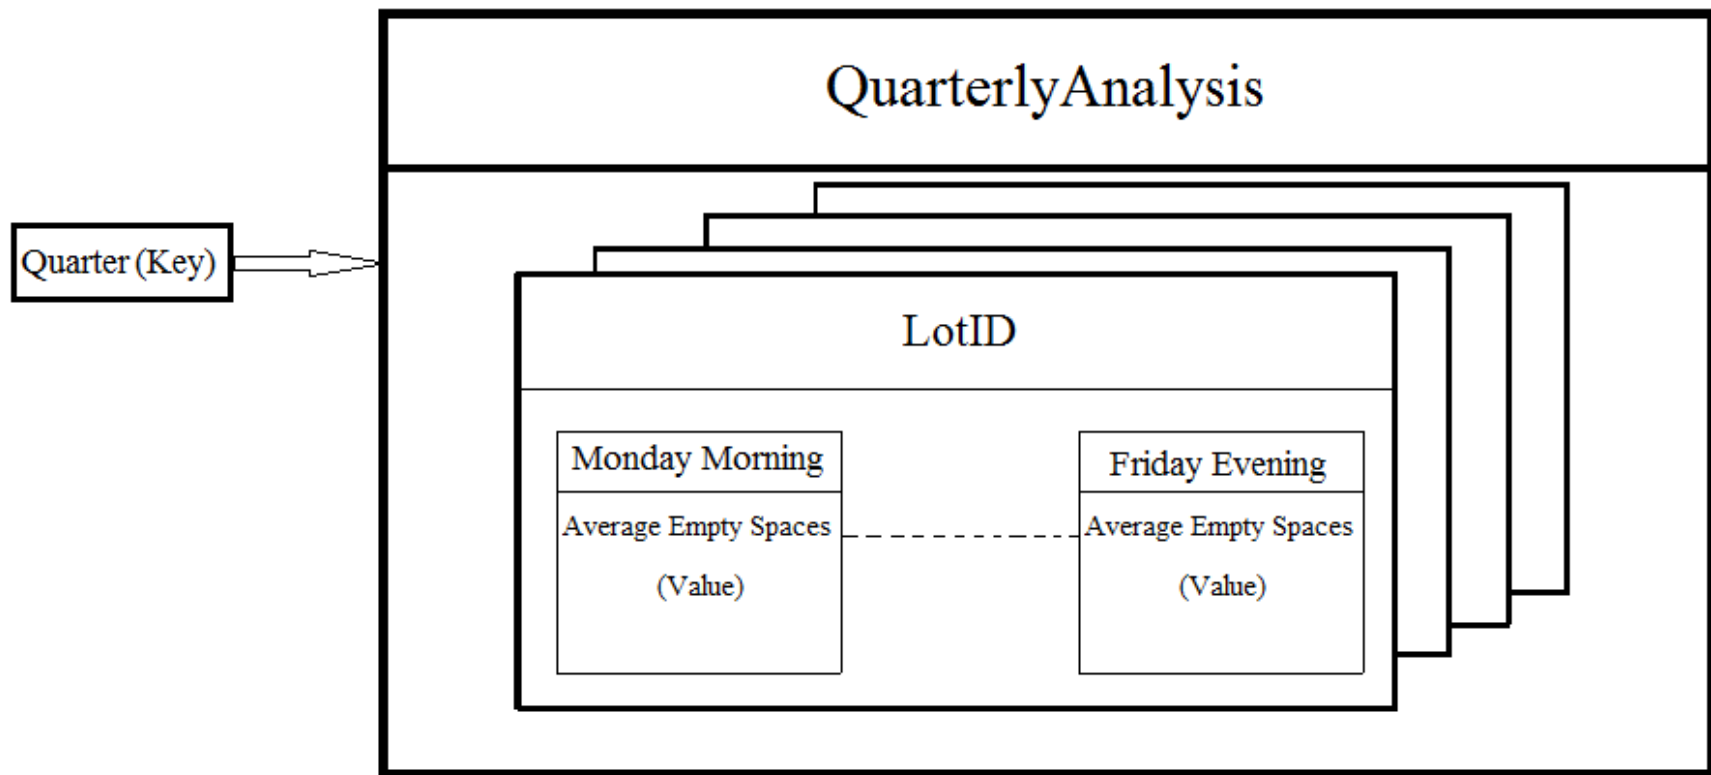 QuarterlyAnalysis
Quarter (Key)
LotID
Monday Morning
Average Empty Spaces
(Value)
Friday Evening
Average Empty Spaces
(Value)